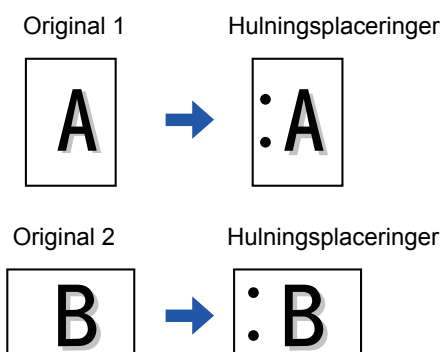 Original 1 Hulningsplaceringer
A : A
Original 2 Hulningsplaceringer
B : B